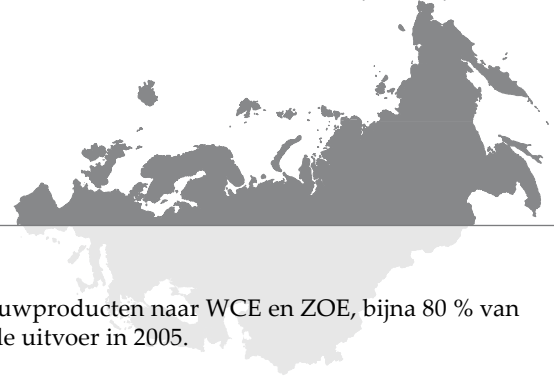 uwproducten naar WCE en ZOE, bijna 80 % van
le uitvoer in 2005.